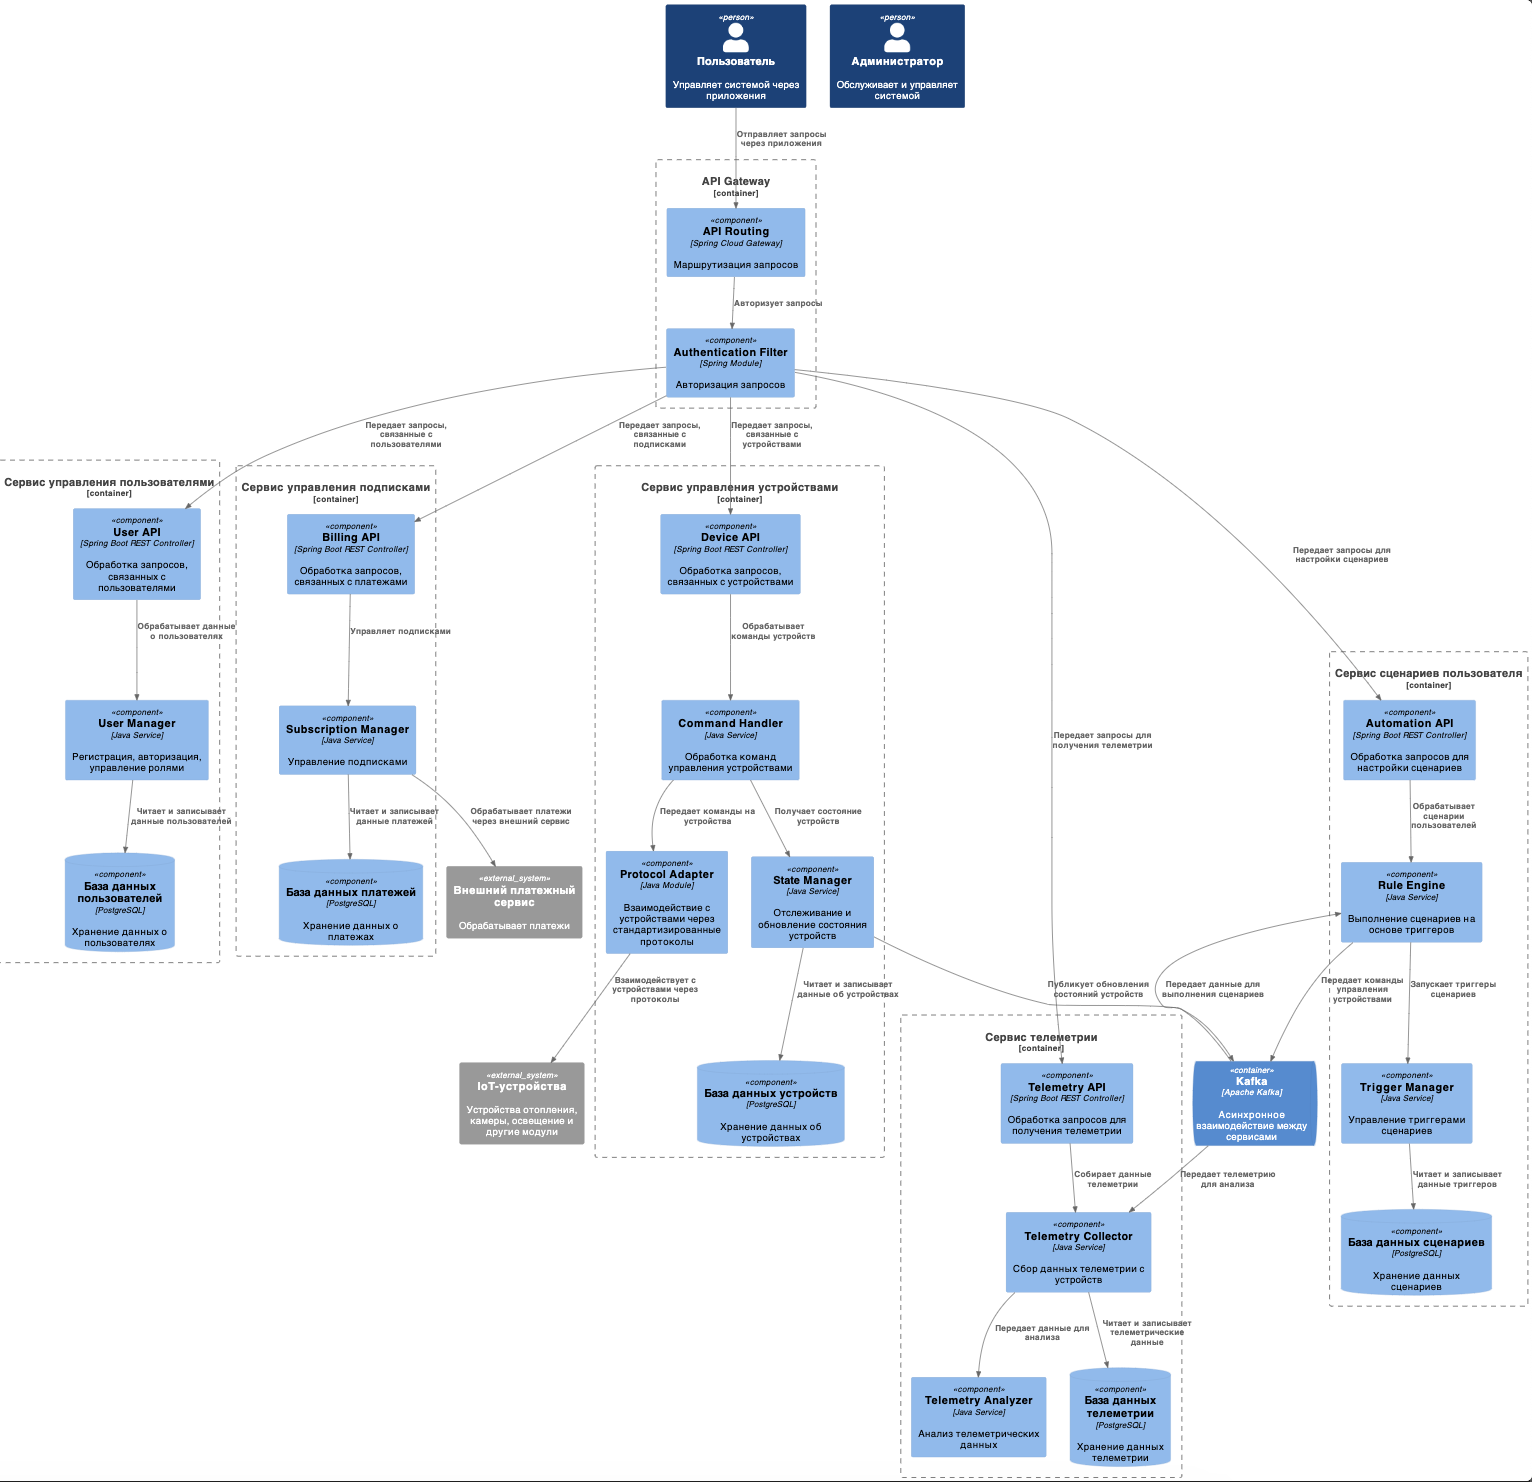 «person»
Пользователь
Управляет системой через
приложения
«person»
Администратор
Обслуживает и управляет
системой
Отправляет запросы
через приложения
API Gateway
[container]
«component»
API Routing
[Spring Cloud Gateway]
Маршрутизация запросов
Авторизует запросы
«component»
Authentication Filter
[Spring Module]
Авторизация запросов
Передает запросы,
связанные с
пользователями
Передает запросы,
связанные с
подписками
Передает запросы,
связанные с
устройствами
Передает запросы для
настройки сценариев
Передает запросы для
получения телеметрии
Сервис управления пользователями
[container]
«component»
User API
[Spring Boot REST Controller]
Обработка запросов,
связанных с
пользователями
Обрабатывает данные
о пользователях
«component»
User Manager
[Java Service]
Регистрация, авторизация,
управление ролями
Читает и записывает
данные пользователей
«component»
База данных
пользователей
[PostgreSQL]
Хранение данных о
пользователях
Сервис управления подписками
[container]
«component»
Billing API
[Spring Boot REST Controller]
Обработка запросов,
связанных с платежами
Управляет подписками
«component»
Subscription Manager
[Java Service]
Управление подписками
Читает и записывает
данные платежей
Обрабатывает платежи
через внешний сервис
«component»
База данных платежей
[PostgreSQL]
Хранение данных о
платежах
«external_system»
Внешний платежный
сервис
Обрабатывает платежи
Сервис управления устройствами
[container]
«component»
Device API
[Spring Boot REST Controller]
Обработка запросов,
связанных с устройствами
Обрабатывает
команды устройств
«component»
Command Handler
[Java Service]
Обработка команд
управления устройствами
Передает команды на
устройства
Получает состояние
устройств
«component»
Protocol Adapter
[Java Module]
Взаимодействие с
устройствами через
стандартизированные
протоколы
«component»
State Manager
[Java Service]
Отслеживание и
обновление состояния
устройств
Взаимодействует с
устройствами через
протоколы
Читает и записывает
данные об устройствах
Публикует обновления
состояний устройств
«external_system»
IoT-устройства
Устройства отопления,
камеры, освещение и
другие модули
«component»
База данных устройств
[PostgreSQL]
Хранение данных об
устройствах
Сервис сценариев пользователя
[container]
«component»
Automation API
[Spring Boot REST Controller]
Обработка запросов для
настройки сценариев
Обрабатывает
сценарии
пользователей
«component»
Rule Engine
[Java Service]
Выполнение сценариев на
основе триггеров
Передает данные для
выполнения сценариев
Передает команды
управления
устройствами
Запускает триггеры
сценариев
«container»
Kafka
[Apache Kafka]
Асинхронное
взаимодействие между
сервисами
«component»
Trigger Manager
[Java Service]
Управление триггерами
сценариев
Читает и записывает
данные триггеров
«component»
База данных сценариев
[PostgreSQL]
Хранение данных
сценариев
Сервис телеметрии
[container]
«component»
Telemetry API
[Spring Boot REST Controller]
Обработка запросов для
получения телеметрии
Собирает данные
телеметрии
Передает телеметрию
для анализа
«component»
Telemetry Collector
[Java Service]
Сбор данных телеметрии с
устройств
Передает данные для
анализа
Читает и записывает
телеметрические
данные
«component»
Telemetry Analyzer
[Java Service]
Анализ телеметрических
данных
«component»
База данных
телеметрии
[PostgreSQL]
Хранение данных
телеметрии